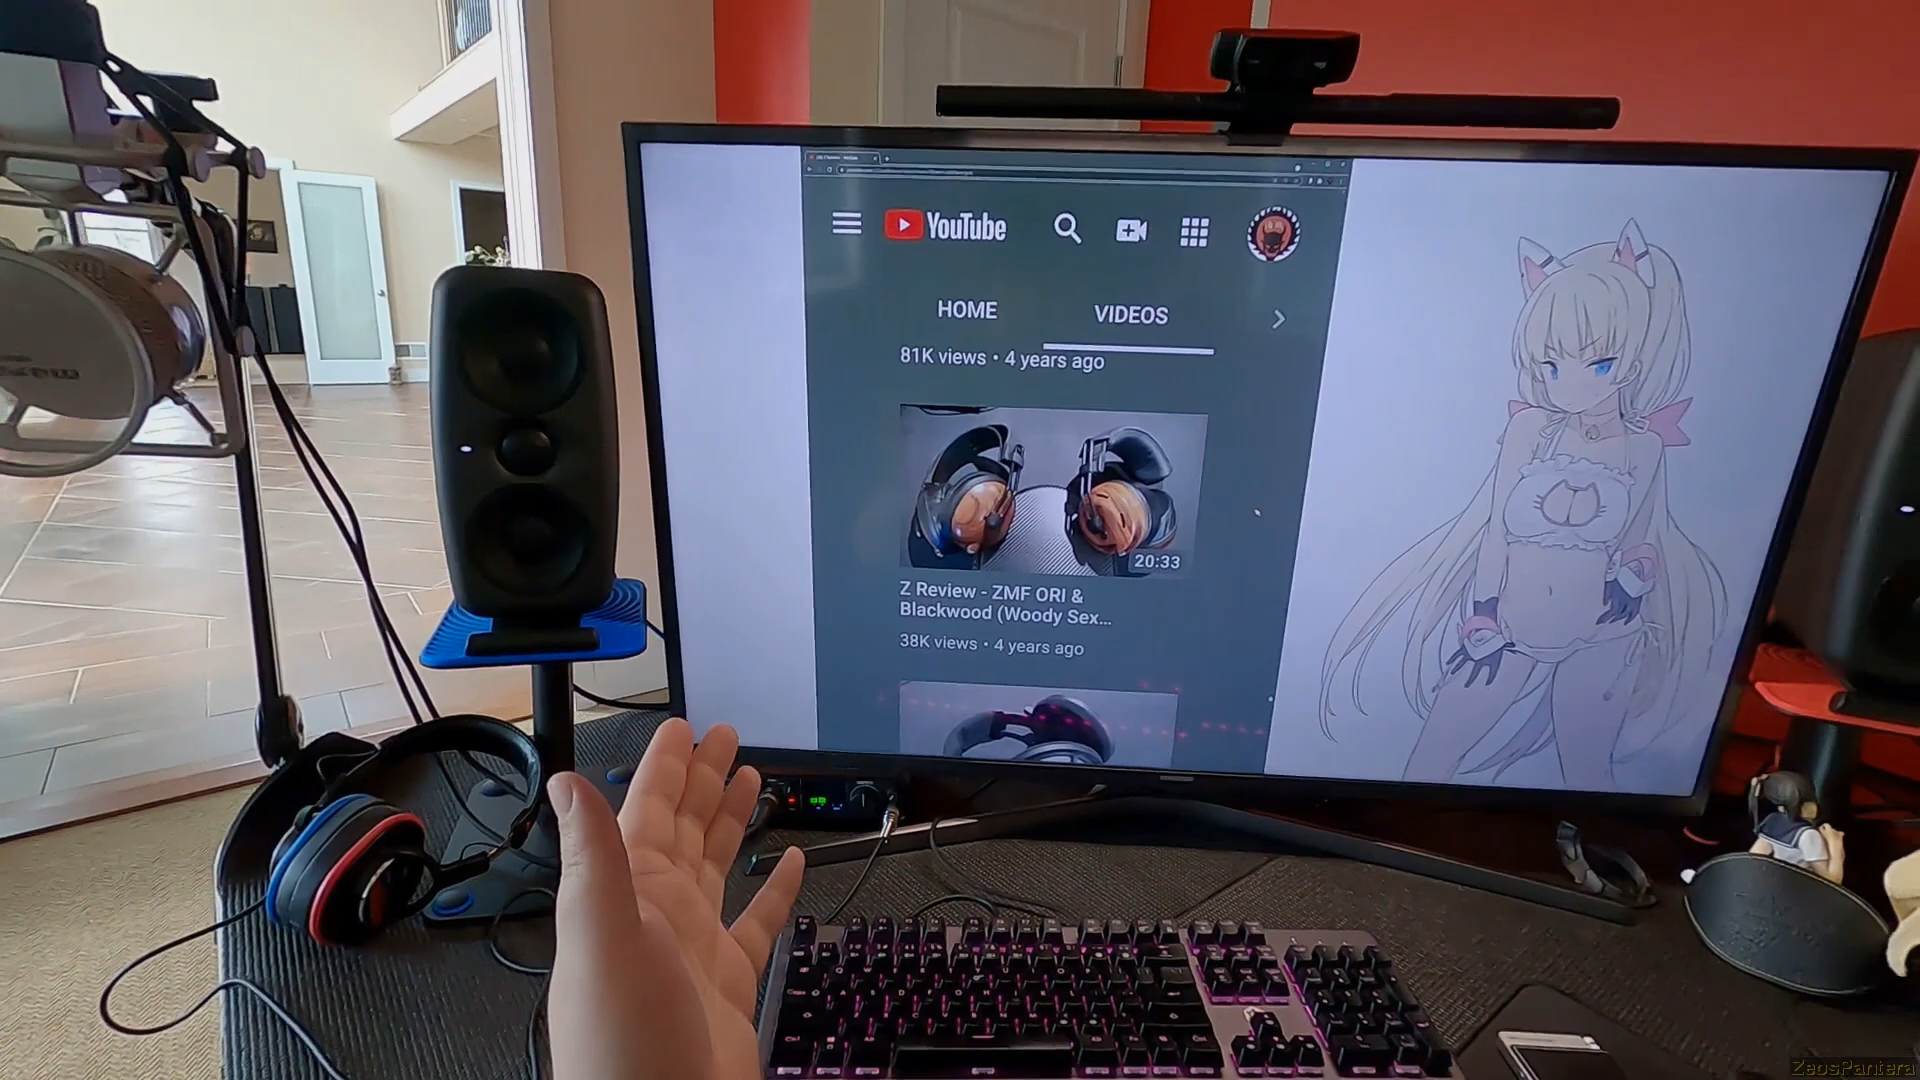 YouTube
HOME
VIDEOS
81K views • 4 years ago
20:33
Z Review - ZMF ORI &
Blackwood (Woody Sex...
38K views • 4 years ago
ZeosPantera